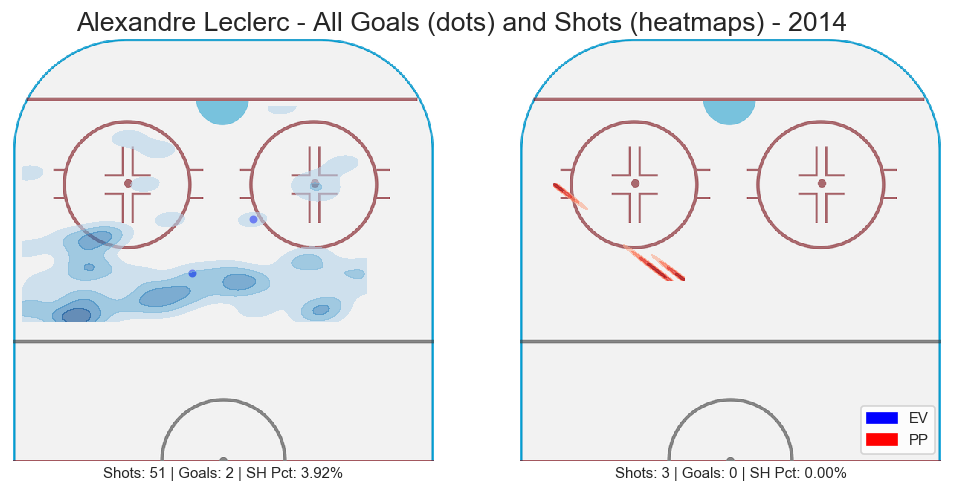 Alexandre Leclerc - All Goals (dots) and Shots (heatmaps) - 2014
EV
PP
Shots: 51 | Goals: 2 | SH Pct: 3.92%
Shots: 3 | Goals: 0 | SH Pct: 0.00%